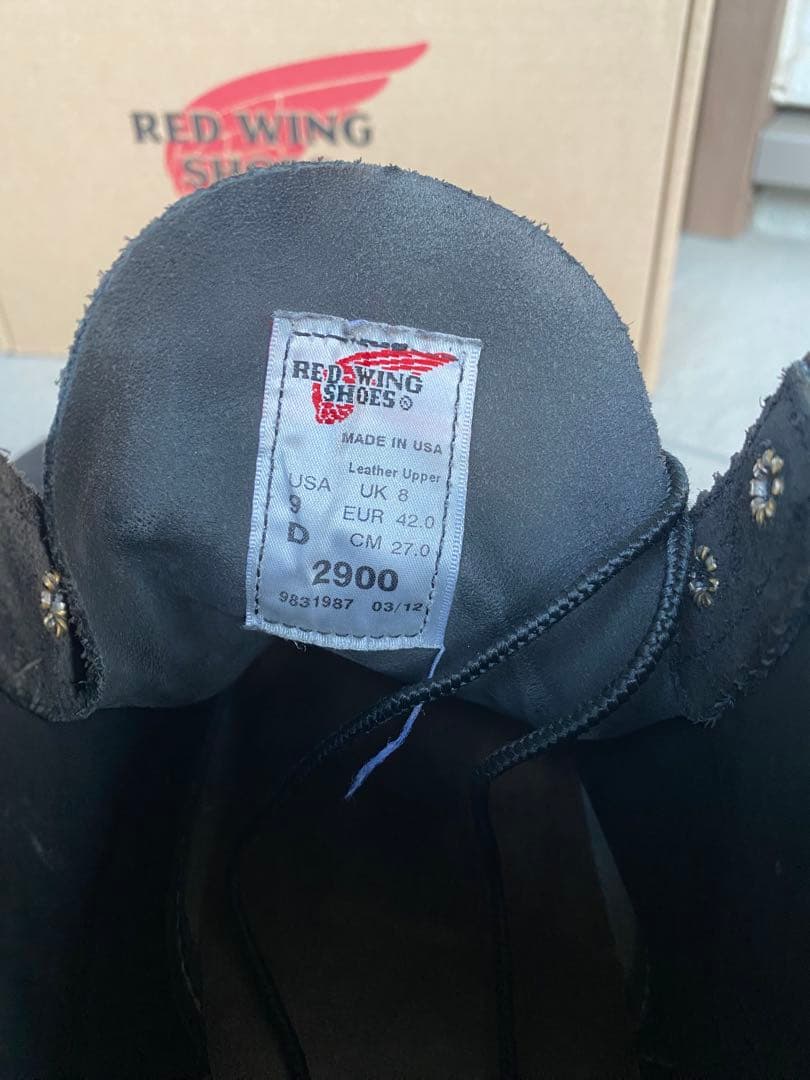 RED WING
SHOES
RED WING
SHOES®
MADE IN USA
Leather Upper
USA UK 8
9 EUR 42.0
D CM 27.0
2900
9831987 03/12